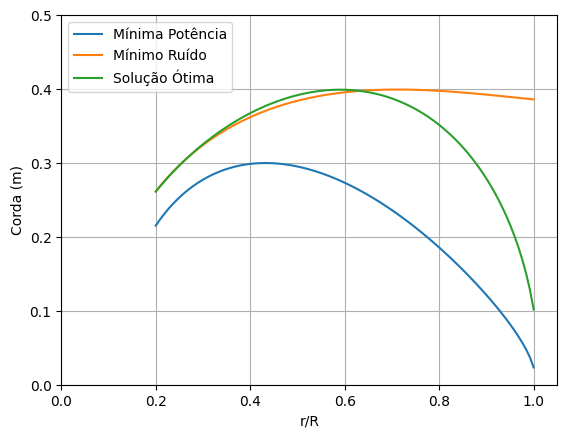 Mínima Potência
Mínimo Ruído
Solução Ótima
Corda (m)
0.5
0.4
0.3
0.2
0.1
0.0
0.0 0.2 0.4 0.6 0.8 1.0
r/R